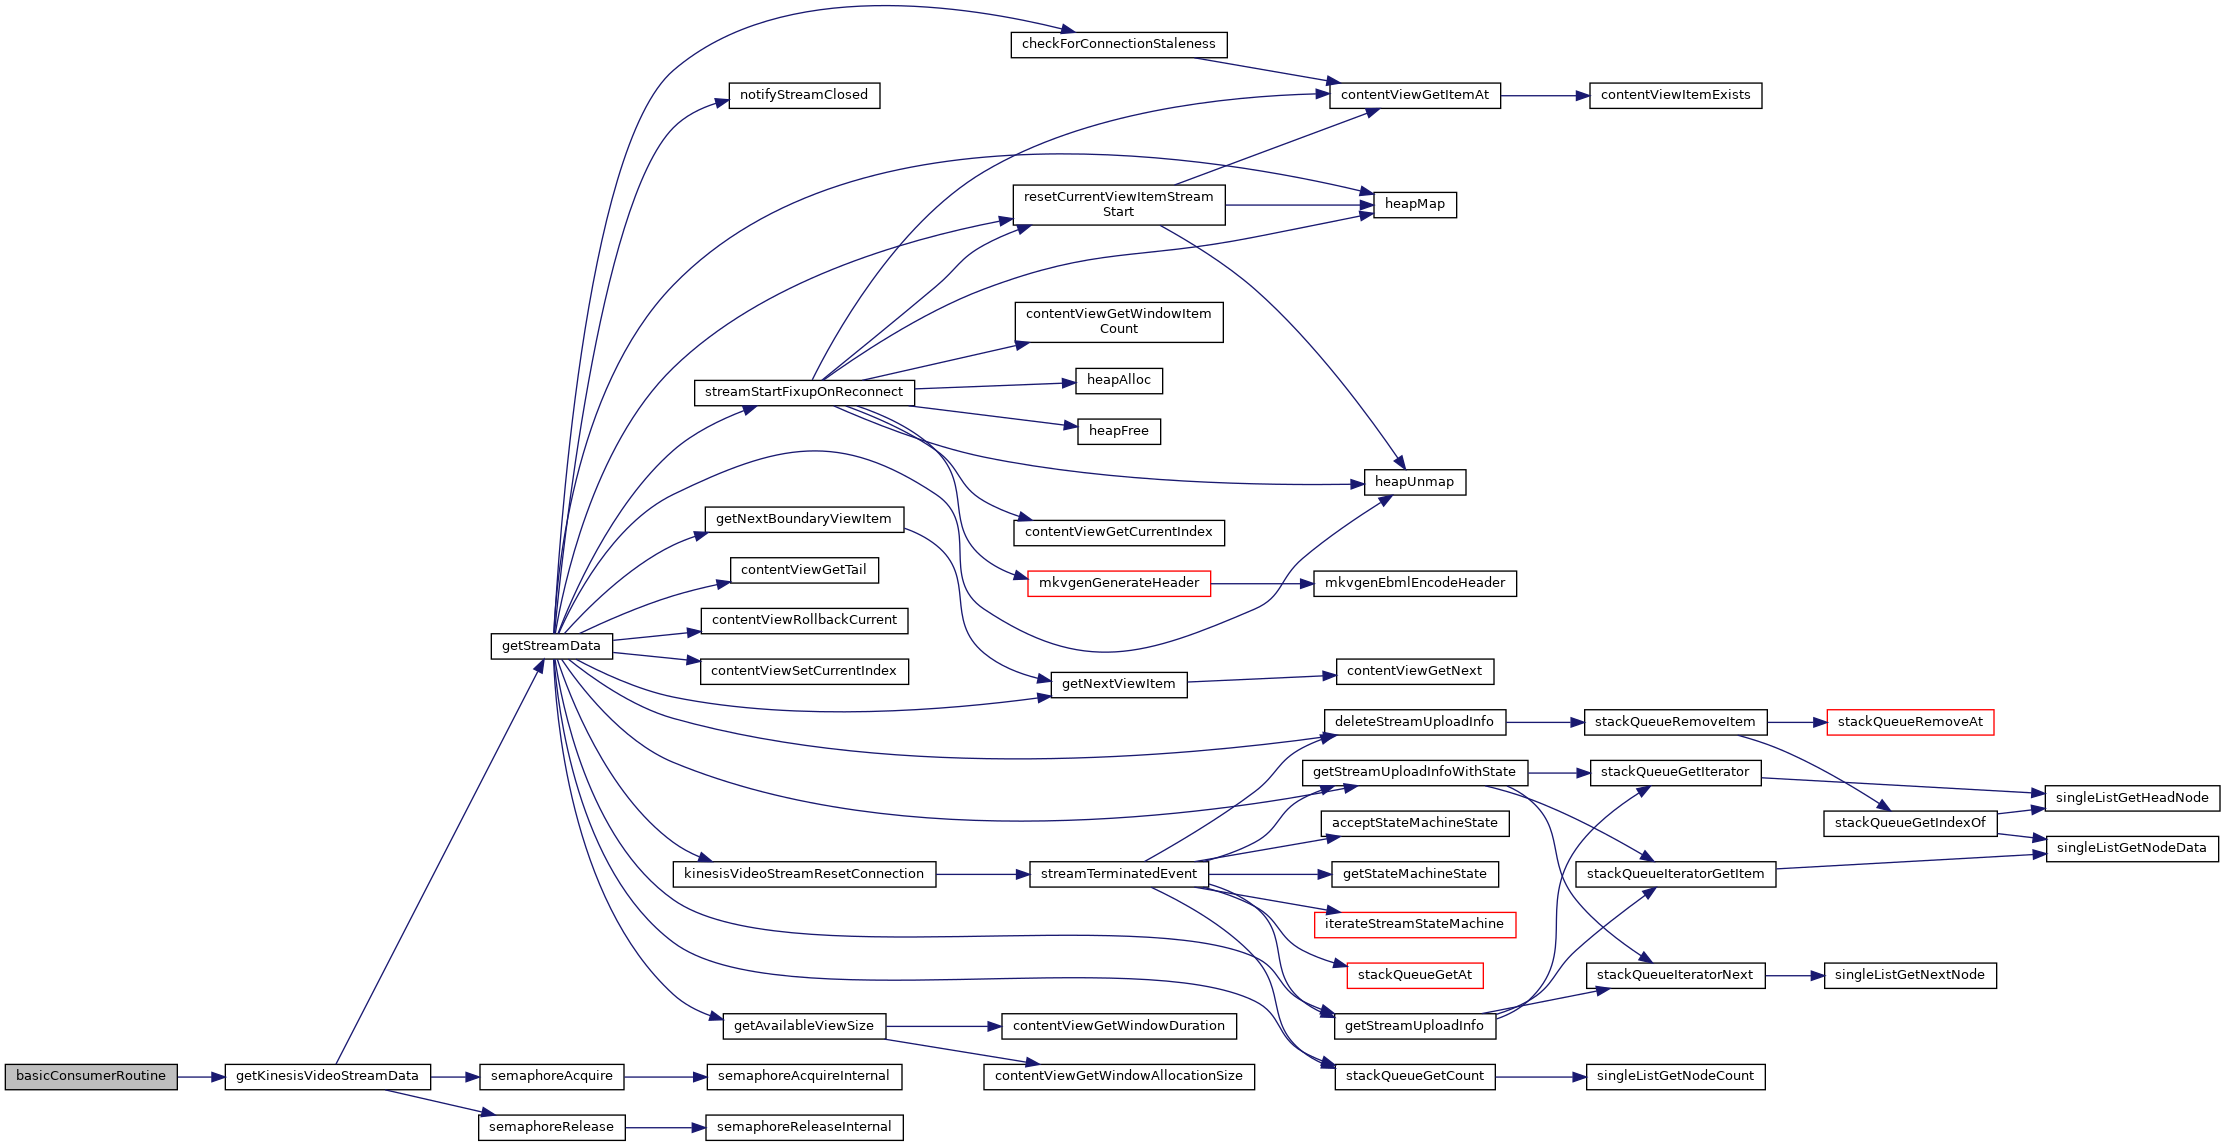 checkForConnectionStaleness
notifyStreamClosed
contentViewGetItemAt
contentViewItemExists
resetCurrentViewItemStream
Start
heapMap
contentViewGetWindowItem
Count
heapAlloc
streamStartFixupOnReconnect
heapFree
heapUnmap
getNextBoundaryViewItem
contentViewGetCurrentIndex
contentViewGetTail
mkvgenGenerateHeader
mkvgenEbmlEncodeHeader
contentViewRollbackCurrent
getStreamData
contentViewSetCurrentIndex
contentViewGetNext
getNextViewItem
deleteStreamUploadInfo
stackQueueRemoveItem
stackQueueRemoveAt
getStreamUploadInfoWithState
stackQueueGetIterator
singleListGetHeadNode
acceptStateMachineState
stackQueueGetIndexOf
singleListGetNodeData
kinesisVideoStreamResetConnection
streamTerminatedEvent
getStateMachineState
stackQueueIteratorGetItem
iterateStreamStateMachine
stackQueueGetAt
stackQueueIteratorNext
singleListGetNextNode
getAvailableViewSize
contentViewGetWindowDuration
getStreamUploadInfo
basicConsumerRoutine
getKinesisVideoStreamData
semaphoreAcquire
semaphoreAcquireInternal
contentViewGetWindowAllocationSize
stackQueueGetCount
singleListGetNodeCount
semaphoreRelease
semaphoreReleaseInternal